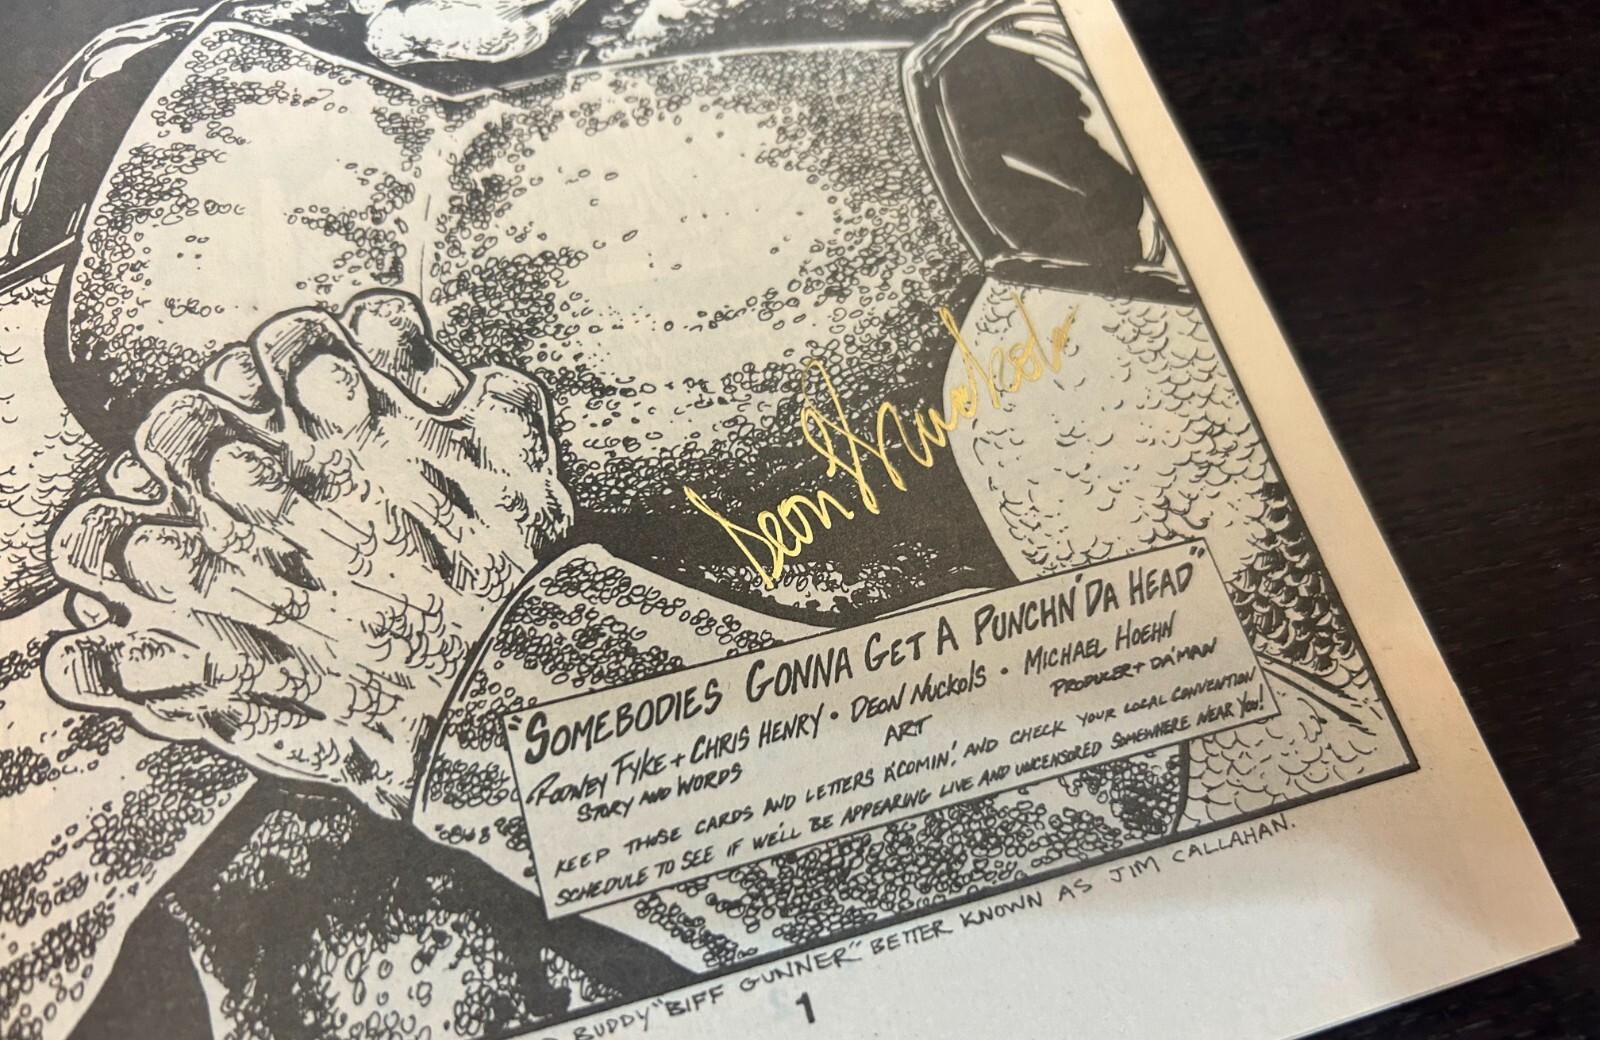 Deon Nuckols
"SOMEBODIES GONNA GET A PUNCHN' DA HEAD"
RODNEY FYKE + CHRIS HENRY • DEON NUCKOLS • MICHAEL HOEHN
STORY AND WORDS ART PRODUCER + DA'MAN
KEEP THOSE CARDS AND LETTERS A'COMIN! AND CHECK YOUR LOCAL CONVENTION
SCHEDULE TO SEE IF WE'LL BE APPEARING LIVE AND UNCENSORED SOMEWHERE NEAR YOU!
BUDDY "BIFF GUNNER" BETTER KNOWN AS JIM CALLAHAN.
1